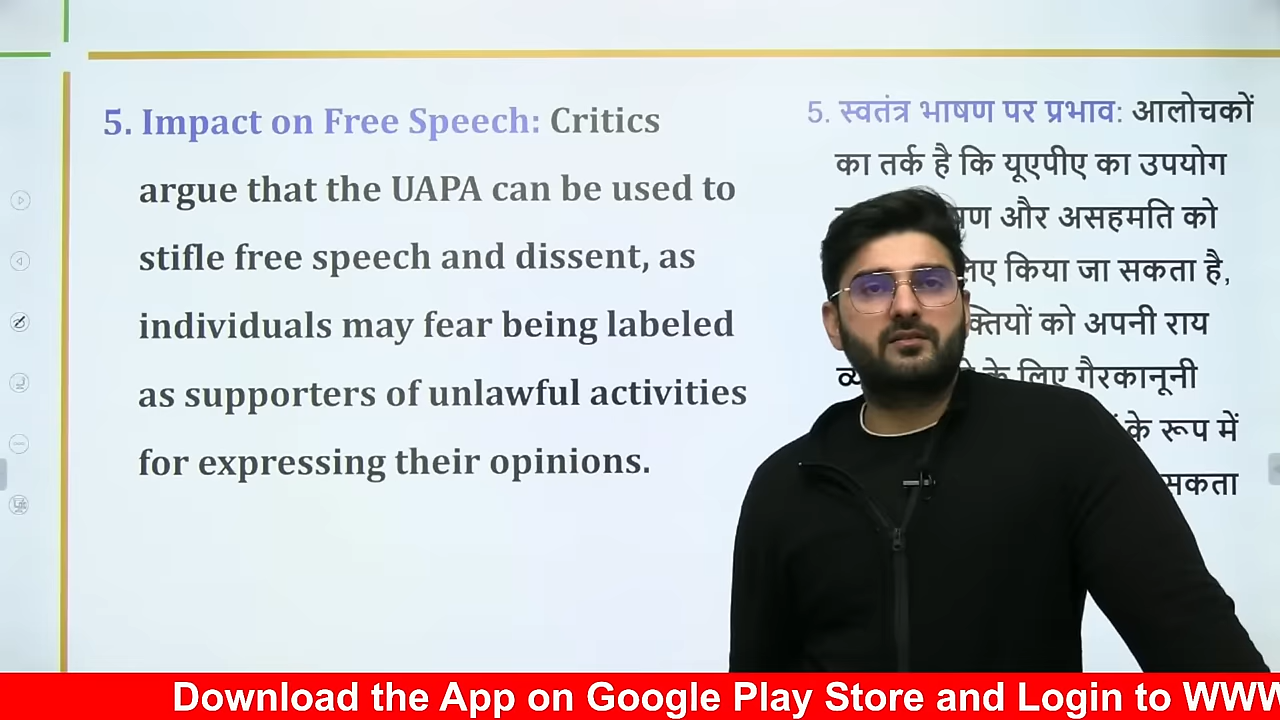 5. Impact on Free Speech: Critics
argue that the UAPA can be used to
stifle free speech and dissent, as
individuals may fear being labeled
as supporters of unlawful activities
for expressing their opinions.
5. स्वतंत्र भाषण पर प्रभाव: आलोचकों
का तर्क है कि यूएपीए का उपयोग
और असहमति को
किया जा सकता है,
को अपनी राय
के लिए गैरकानूनी
के रूप में
सकता
Download the App on Google Play Store and Login to WWW